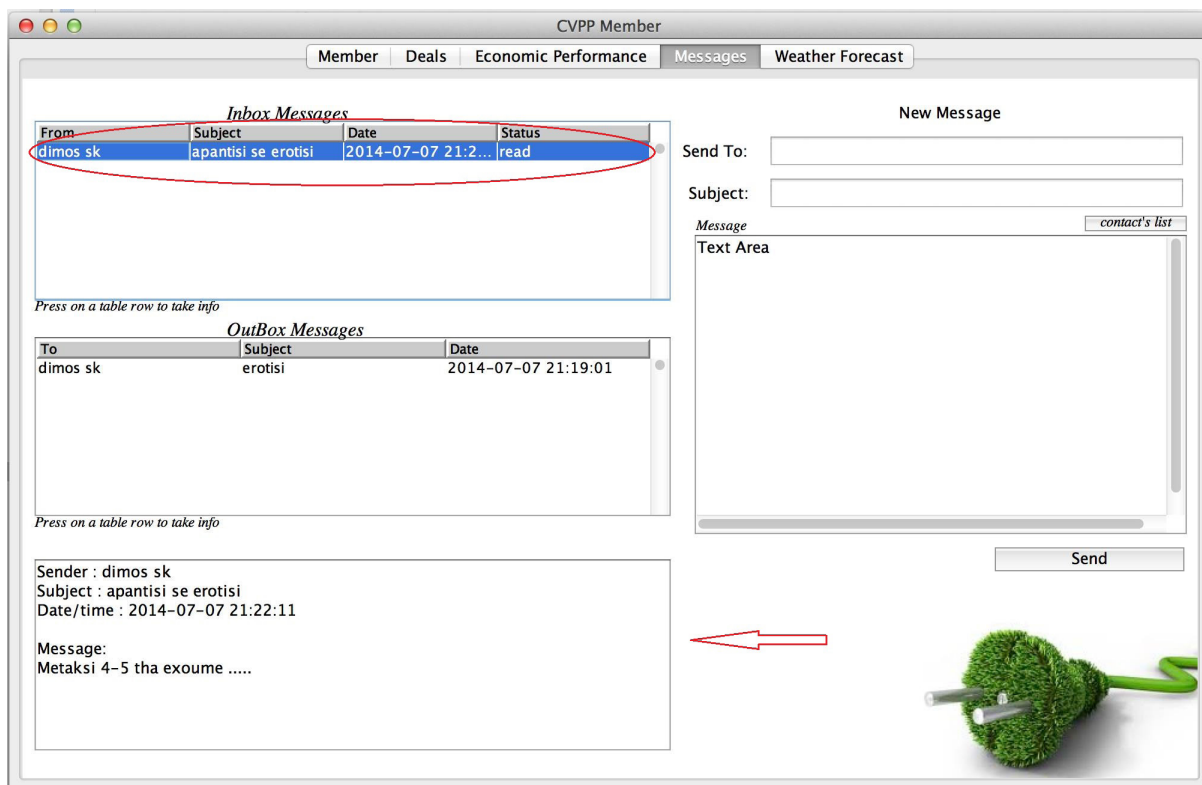 CVPP Member
Member Deals Economic Performance Messages Weather Forecast
Inbox Messages
From Subject Date Status
dimos sk apantisi se erotisi 2014-07-07 21:2... read
Press on a table row to take info
OutBox Messages
To Subject Date
dimos sk erotisi 2014-07-07 21:19:01
Press on a table row to take info
Sender : dimos sk
Subject : apantisi se erotisi
Date/time : 2014-07-07 21:22:11
Message:
Metaksi 4-5 tha exoume .....
New Message
Send To:
Subject:
Message contact's list
Text Area
Send